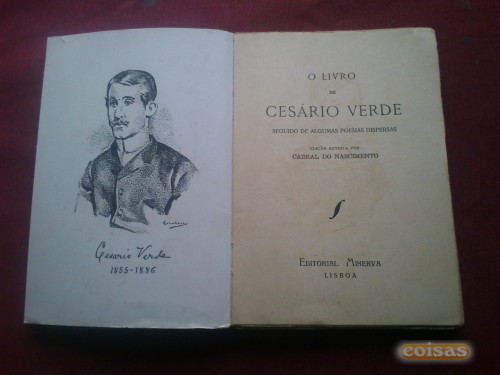 Cesario Verde
1855-1886
O LIVRO
DE
CESÁRIO VERDE
SEGUIDO DE ALGUMAS POESIAS DISPERSAS
EDIÇÃO REVISTA POR
CABRAL DO NASCIMENTO
EDITORIAL MINERVA
LISBOA
coisas